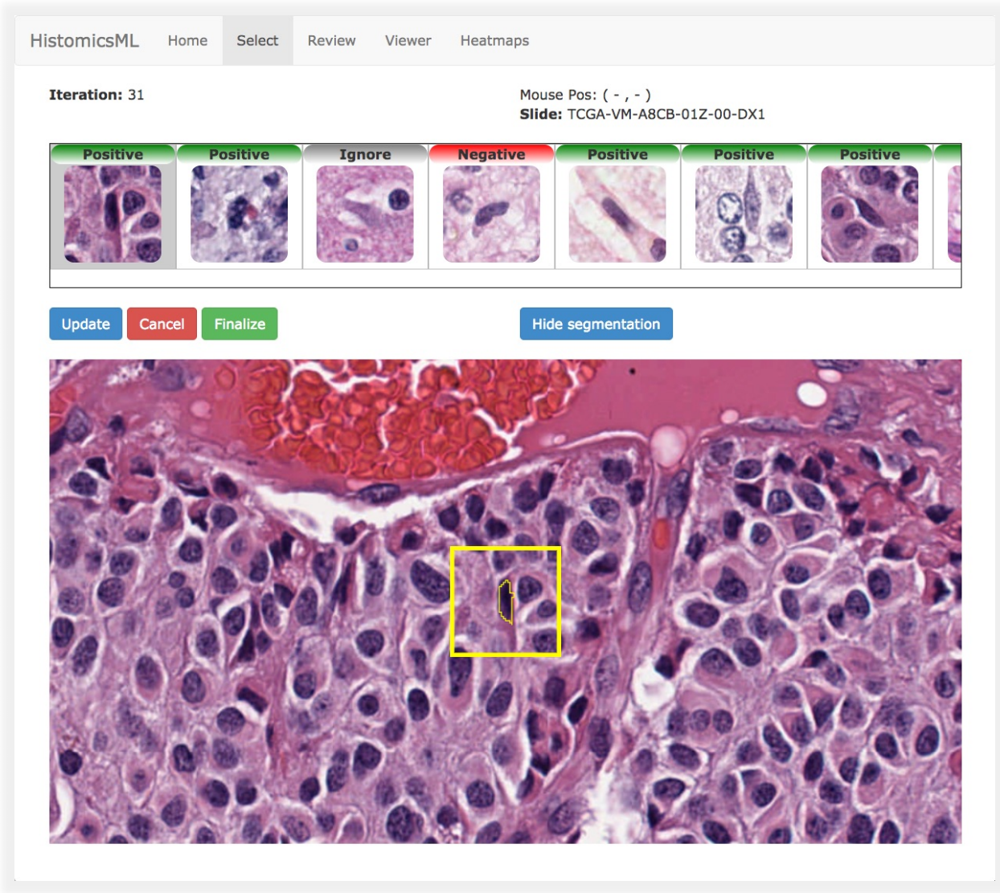 HistomicsML Home Select Review Viewer Heatmaps
Iteration: 31
Mouse Pos: ( - , - )
Slide: TCGA-VM-A8CB-01Z-00-DX1
Positive Positive Ignore Negative Positive Positive Positive
Update Cancel Finalize Hide segmentation